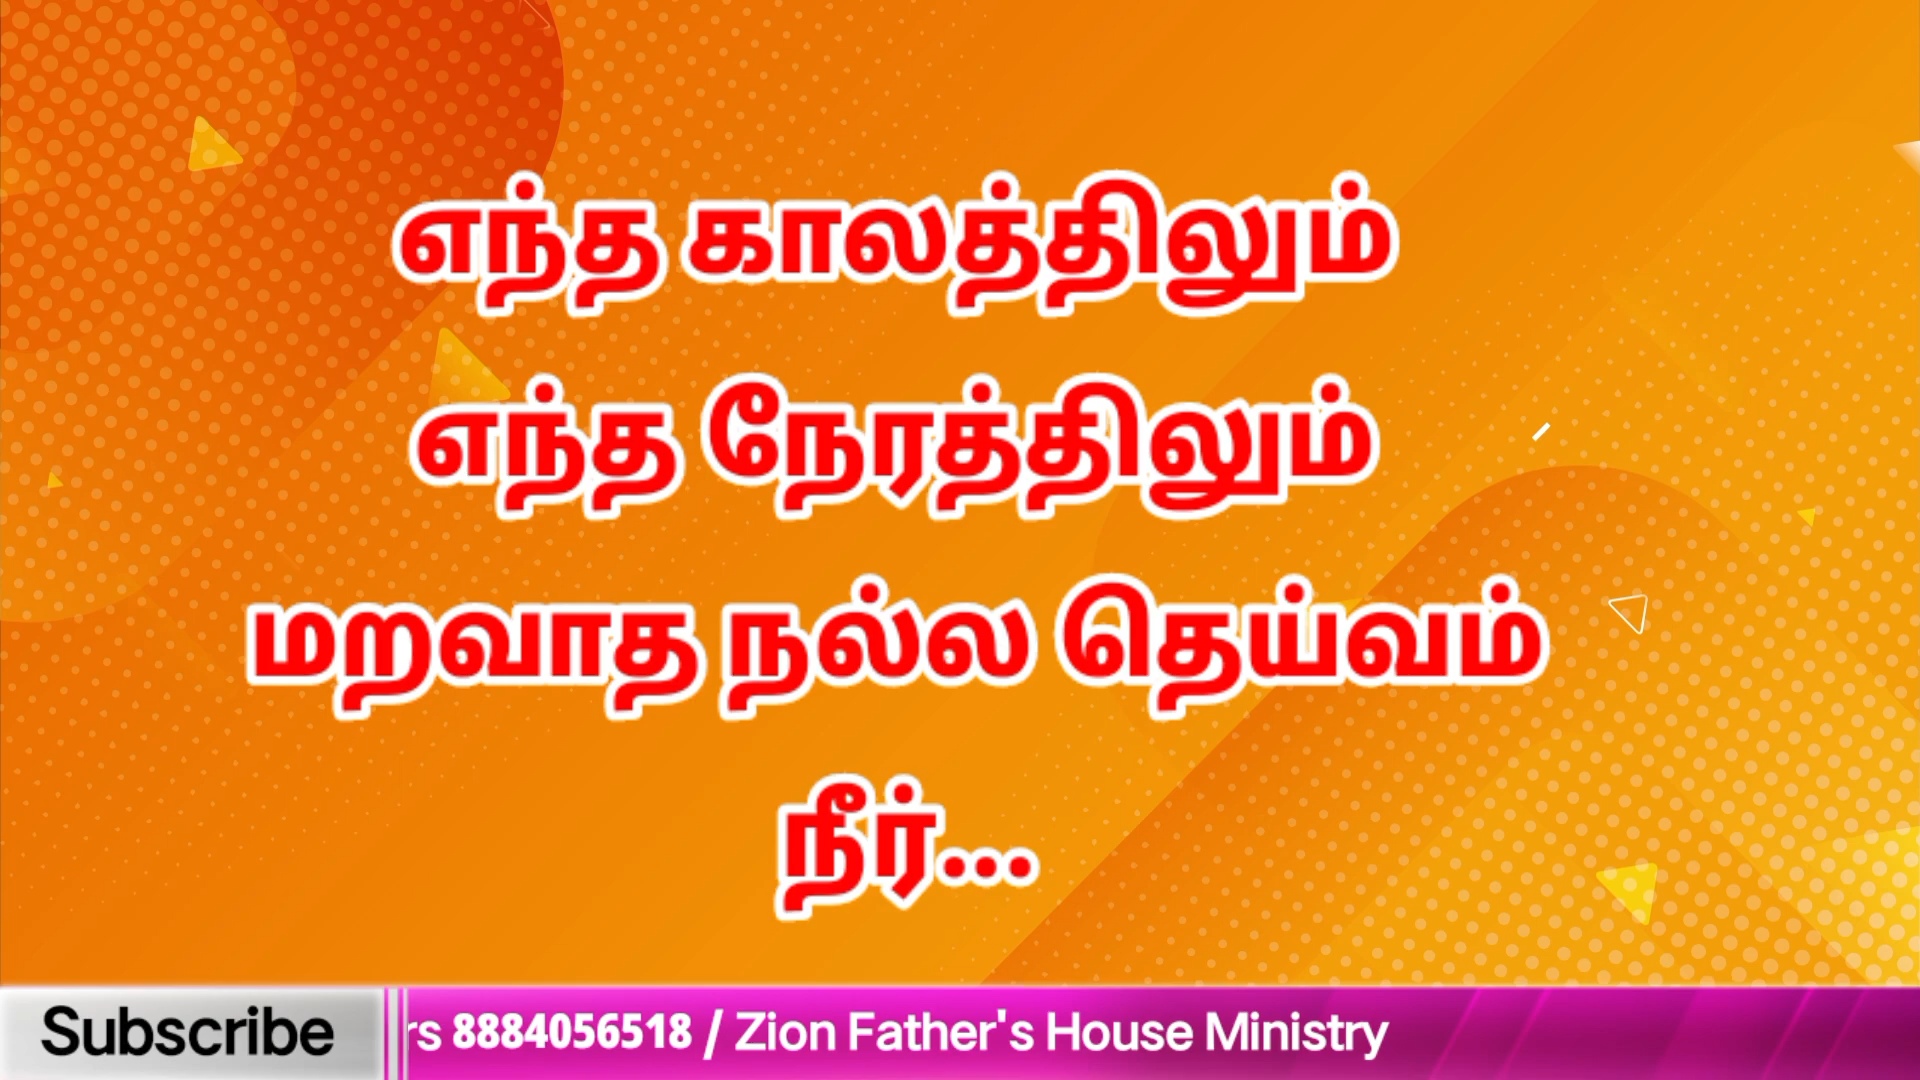 எந்த காலத்திலும்
எந்த நேரத்திலும்
மறவாத நல்ல தெய்வம்
நீர்...
Subscribe
rs 8884056518 / Zion Father's House Ministry